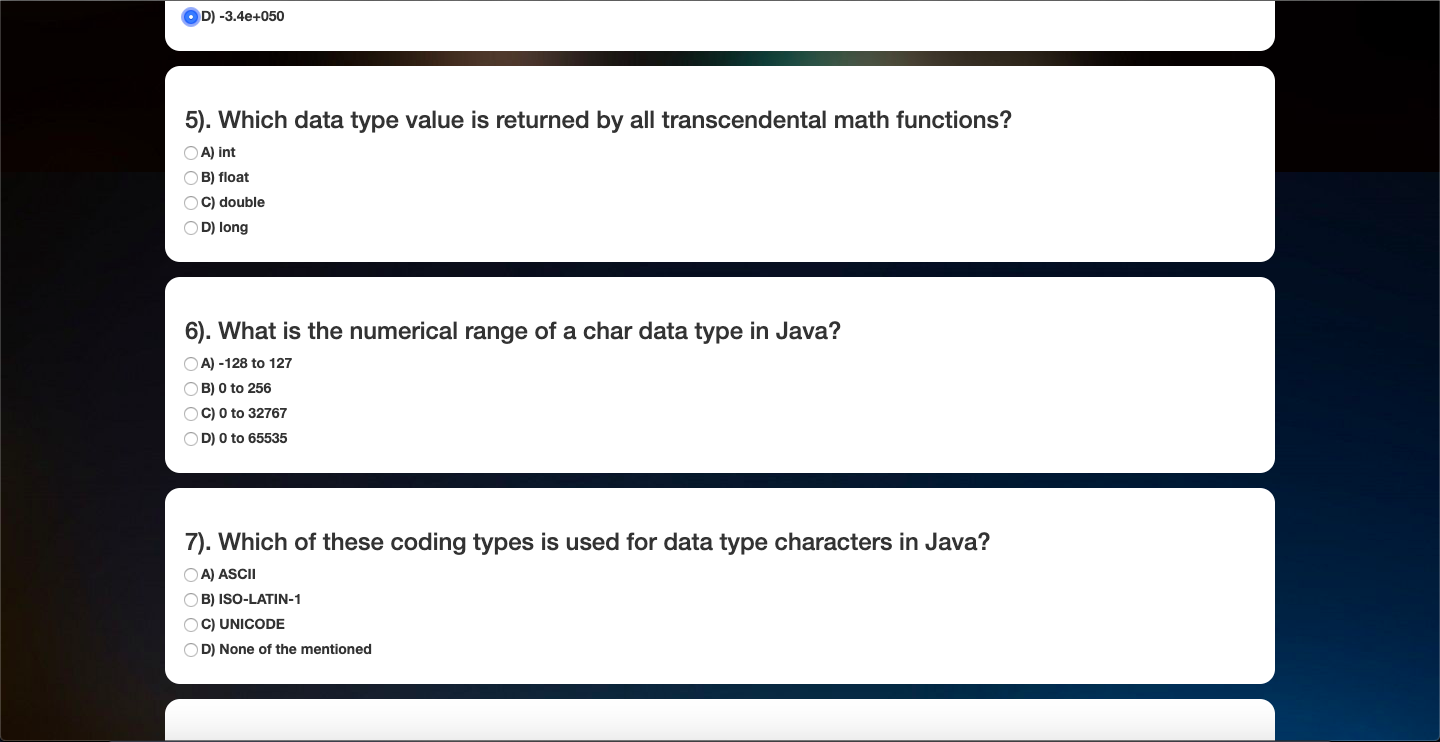 D) -3.4e+050
5). Which data type value is returned by all transcendental math functions?
A) int
B) float
C) double
D) long
6). What is the numerical range of a char data type in Java?
A) -128 to 127
B) 0 to 256
C) 0 to 32767
D) 0 to 65535
7). Which of these coding types is used for data type characters in Java?
A) ASCII
B) ISO-LATIN-1
C) UNICODE
D) None of the mentioned